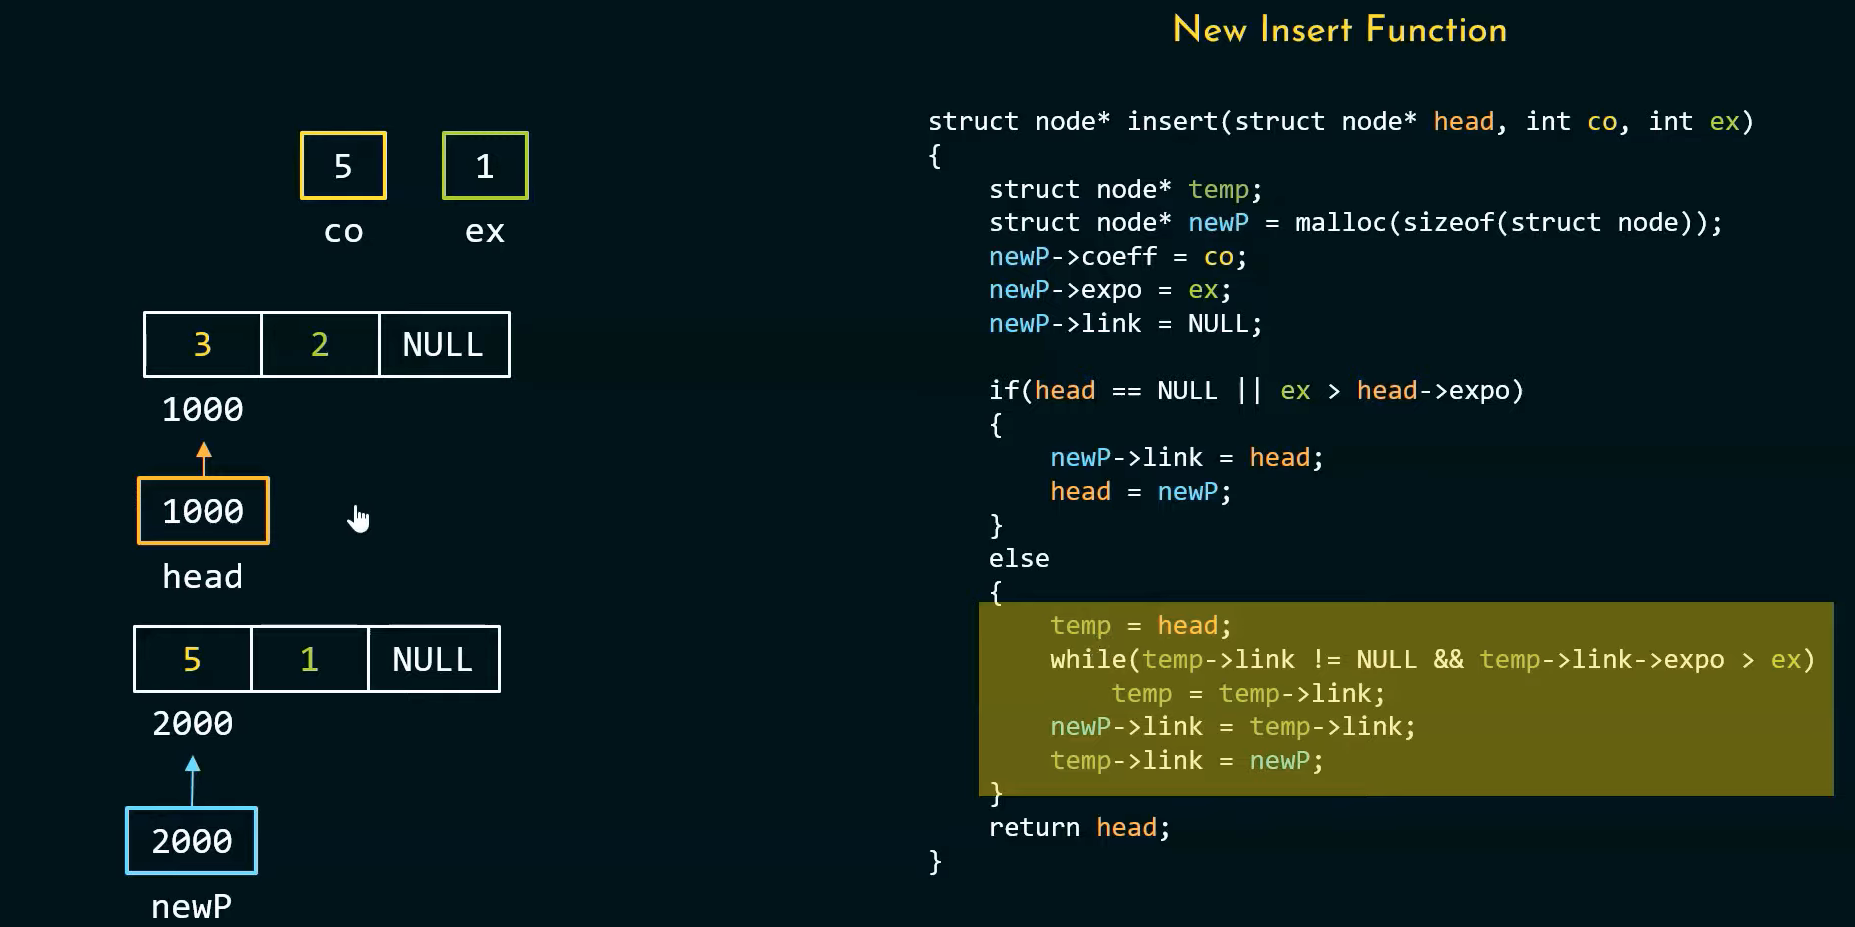 New Insert Function
5 1
co ex
3 2 NULL
1000
1000
head
5 1 NULL
2000
2000
newP
struct node* insert(struct node* head, int co, int ex)
{
struct node* temp;
struct node* newP = malloc(sizeof(struct node));
newP->coeff = co;
newP->expo = ex;
newP->link = NULL;
if(head == NULL || ex > head->expo)
{
newP->link = head;
head = newP;
}
else
{
temp = head;
while(temp->link != NULL && temp->link->expo > ex)
temp = temp->link;
newP->link = temp->link;
temp->link = newP;
}
return head;
}